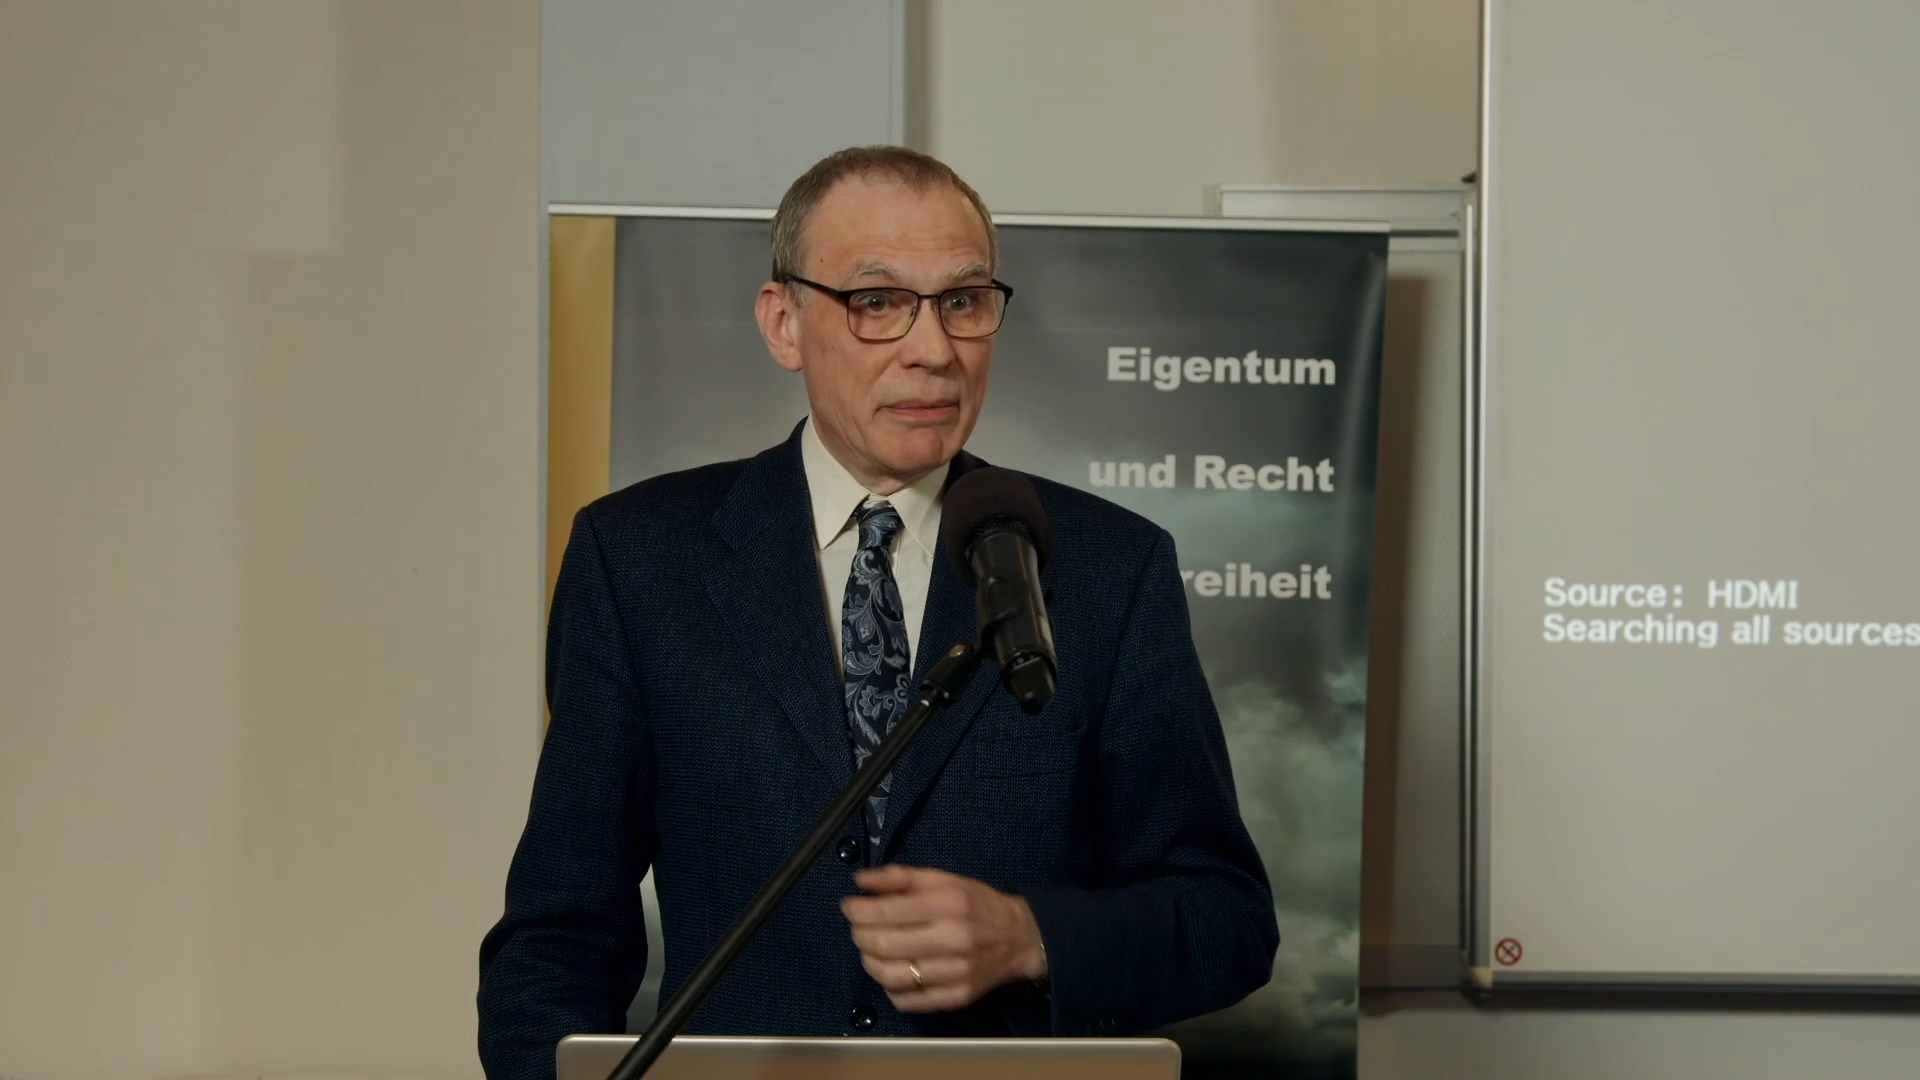 Eigentum
und Recht
reiheit
Source: HDMI
Searching all sources